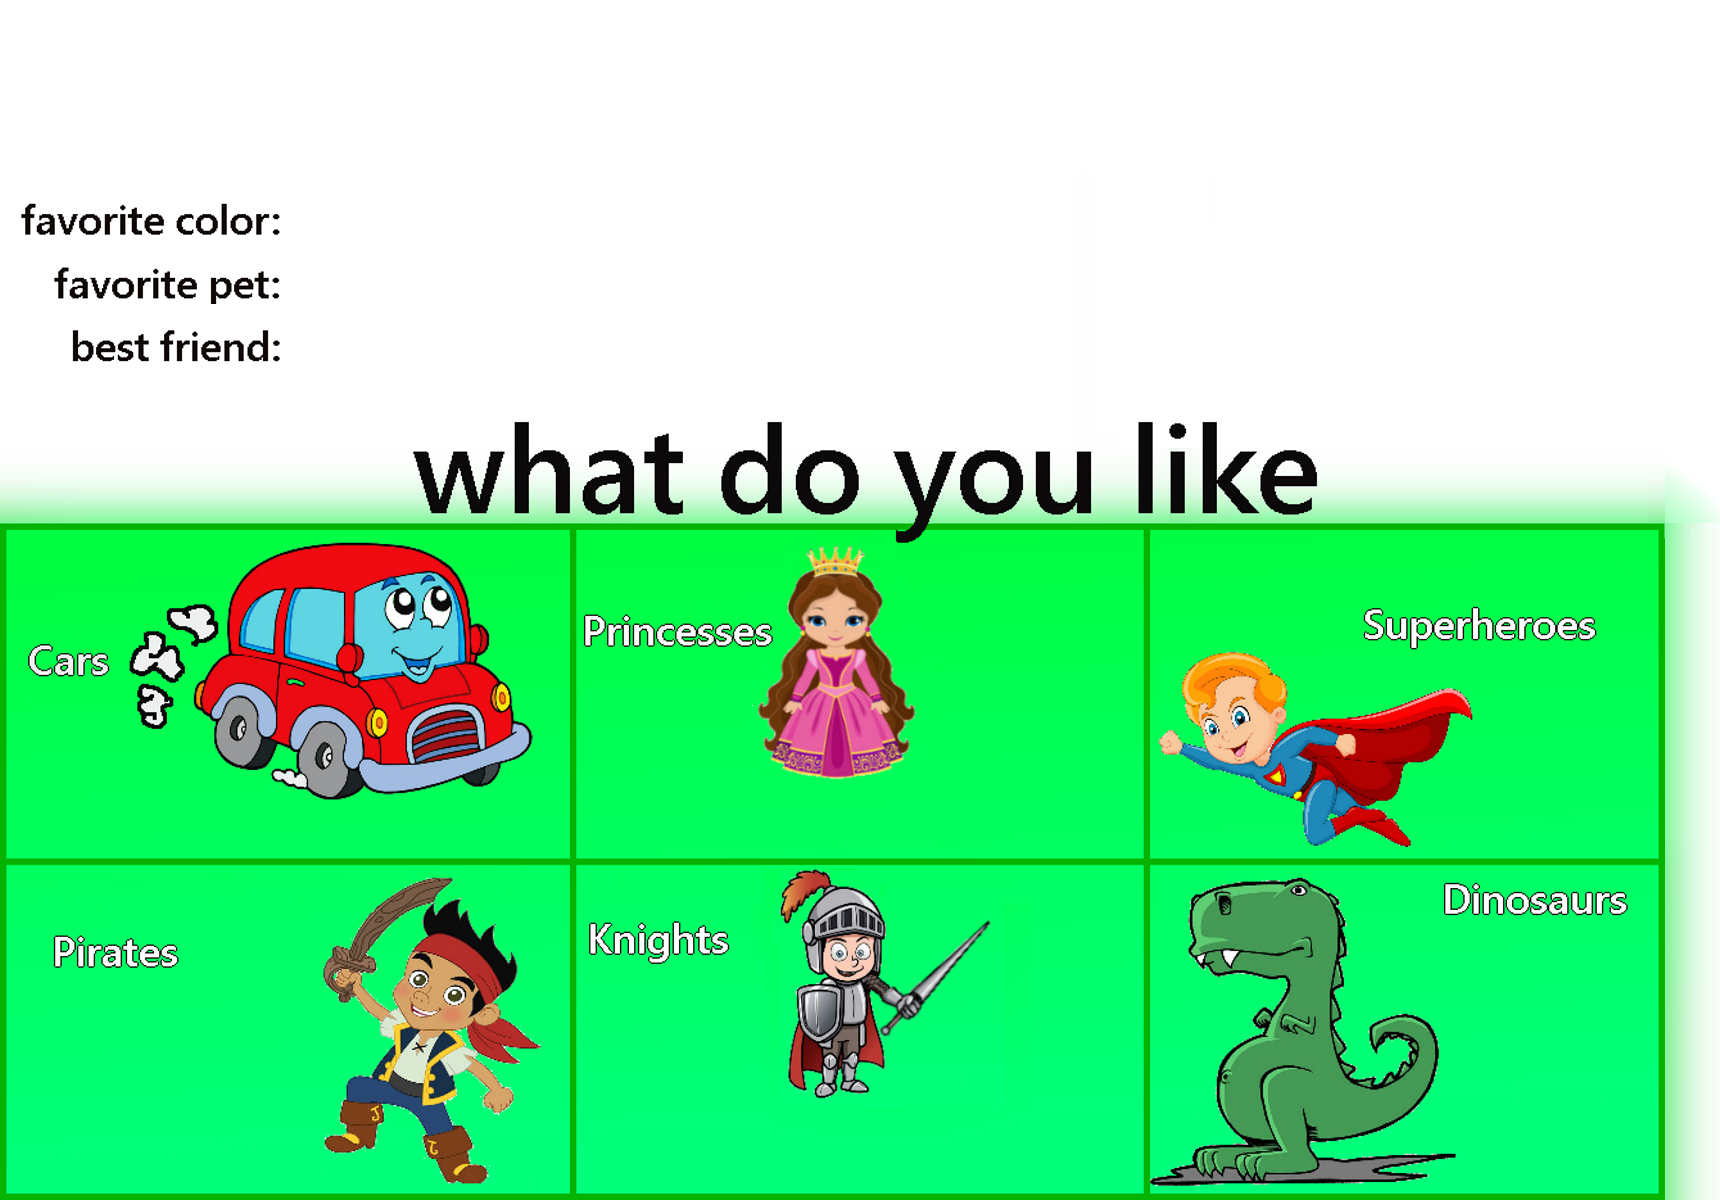 favorite color:
favorite pet:
best friend:
what do you like
Cars
Princesses
Superheroes
Pirates
Knights
Dinosaurs